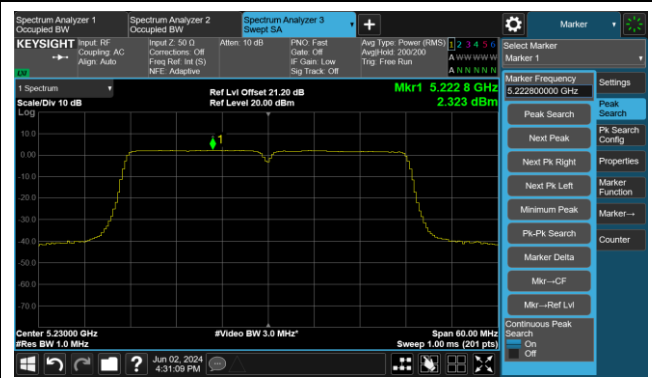 Spectrum Analyzer 1
Occupied BW
Spectrum Analyzer 2
Occupied BW
Spectrum Analyzer 3
Swept SA
Marker
KEYSIGHT
Input: RF
Coupling: AC
Align: Auto
Input Z: 50 Ω
Corrections: Off
Freq Ref: Int (S)
NFE: Adaptive
Atten: 10 dB
PNO: Fast
Gate: Off
IF Gain: Low
Sig Track: Off
Avg Type: Power (RMS)
Avg|Hold: 200/200
Trig: Free Run
1 2 3 4 5 6
A W W W W W
A N N N N N
LXI
Select Marker
Marker 1
1 Spectrum
Scale/Div 10 dB
Log
Ref Lvl Offset 21.20 dB
Ref Level 20.00 dBm
Mkr1 5.222 8 GHz
2.323 dBm
10.0
0.00
-10.0
-20.0
-30.0
-40.0
-50.0
-60.0
-70.0
1
Center 5.23000 GHz
#Res BW 1.0 MHz
#Video BW 3.0 MHz*
Span 60.00 MHz
Sweep 1.00 ms (201 pts)
Marker Frequency
5.222800000 GHz
Peak Search
Next Peak
Next Pk Right
Next Pk Left
Minimum Peak
Pk-Pk Search
Marker Delta
Mkr→CF
Mkr→Ref Lvl
Continuous Peak
Search
On
Off
Settings
Peak
Search
Pk Search
Config
Properties
Marker
Function
Marker→
Counter
Jun 02, 2024
4:31:09 PM